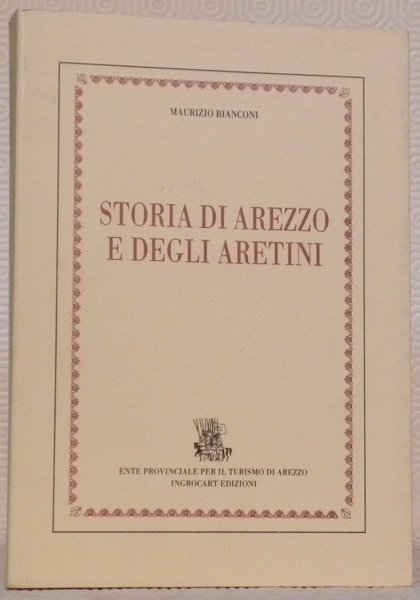 MAURIZIO BIANCONI
STORIA DI AREZZO
E DEGLI ARETINI
ENTE PROVINCIALE PER IL TURISMO DI AREZZO
INGROCART EDIZIONI